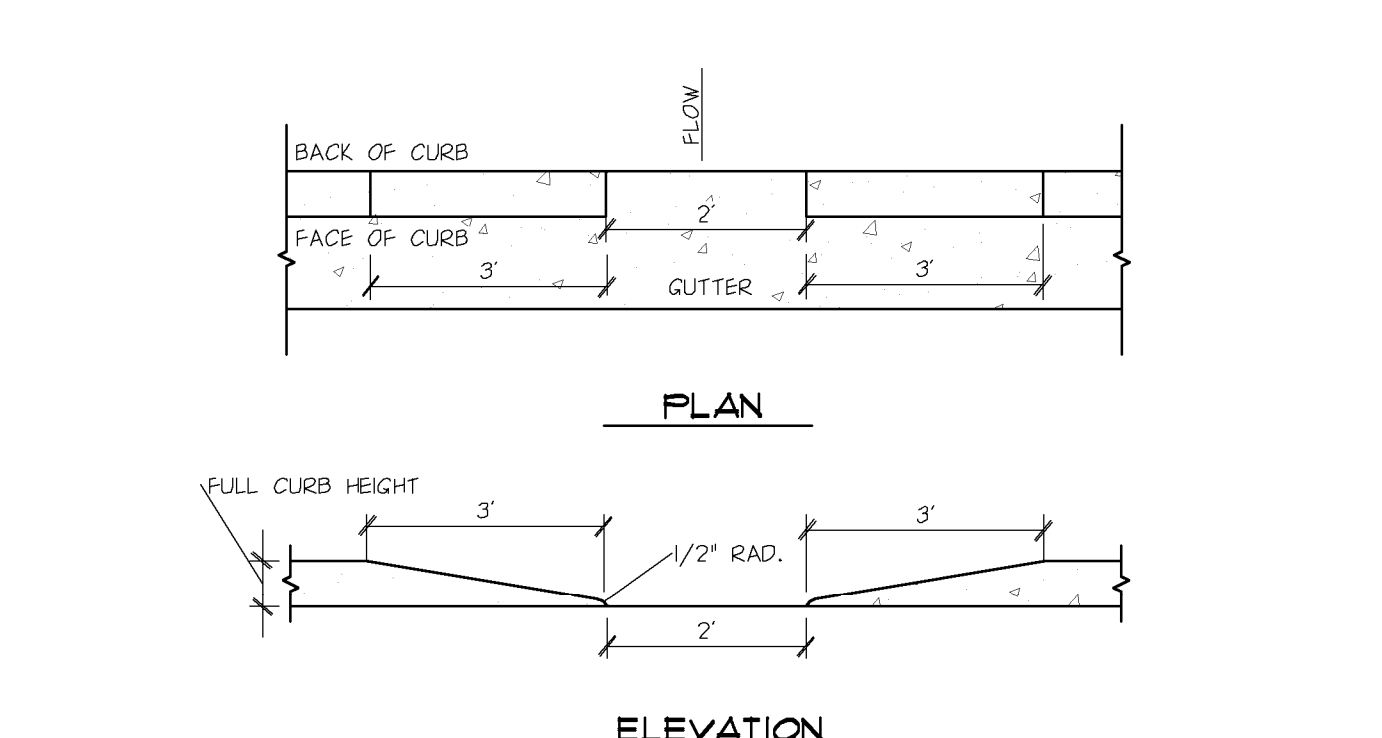 FLOW
BACK OF CURB
2'
FACE OF CURB
3'
3'
GUTTER
PLAN
FULL CURB HEIGHT
3'
3'
1/2" RAD.
2'
ELEVATION